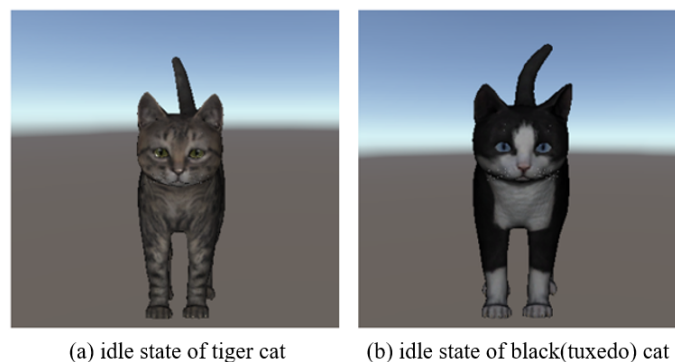 (a) idle state of tiger cat
(b) idle state of black(tuxedo) cat